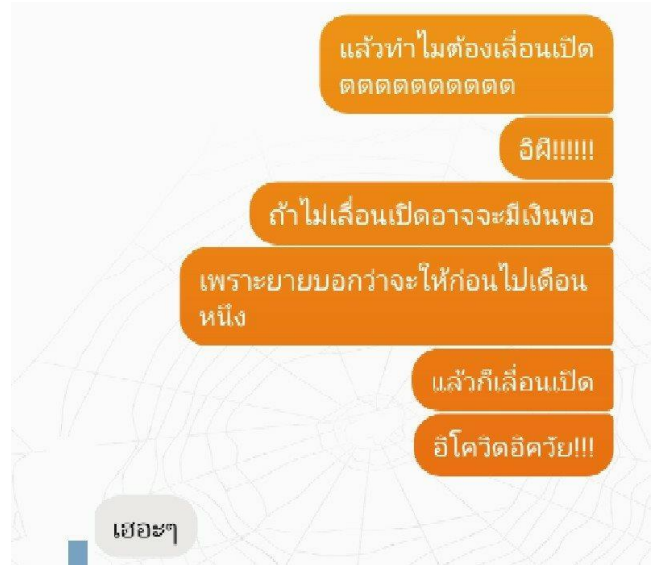 แล้วทำไมต้องเลื่อนเปิด
ดดดดดดดดดด
อิผี!!!!!!
ถ้าไม่เลื่อนเปิดอาจจะมีเงินพอ
เพราะยายบอกว่าจะให้ก่อนไปเดือน
หนึ่ง
แล้วก็เลื่อนเปิด
อิโควิดอิควัย!!!
เฮอะๆ